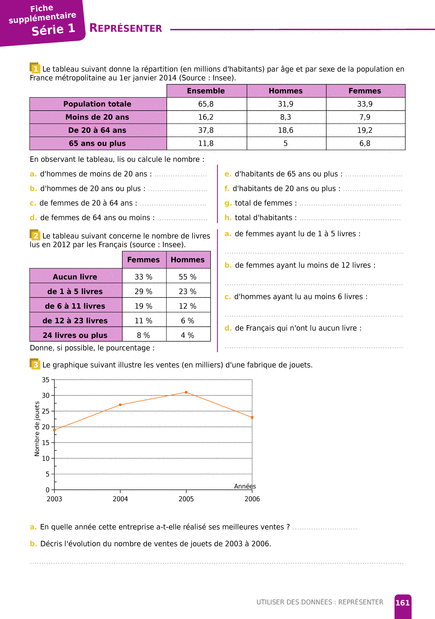 Fiche
supplémentaire
Série 1
REPRÉSENTER
1 Le tableau suivant donne la répartition (en millions d'habitants) par âge et par sexe de la population en
France métropolitaine au 1er janvier 2014 (Source : Insee).
Ensemble Hommes Femmes
Population totale 65,8 31,9 33,9
Moins de 20 ans 16,2 8,3 7,9
De 20 à 64 ans 37,8 18,6 19,2
65 ans ou plus 11,8 5 6,8
En observant le tableau, lis ou calcule le nombre :
a. d'hommes de moins de 20 ans : ........................
b. d'hommes de 20 ans ou plus : ........................
c. de femmes de 20 à 64 ans : ........................
d. de femmes de 64 ans ou moins : ........................
e. d'habitants de 65 ans ou plus : ........................
f. d'habitants de 20 ans ou plus : ........................
g. total de femmes : ........................
h. total d'habitants : ........................
2 Le tableau suivant concerne le nombre de livres
lus en 2012 par les Français (source : Insee).
Femmes Hommes
Aucun livre 33 % 55 %
de 1 à 5 livres 29 % 23 %
de 6 à 11 livres 19 % 12 %
de 12 à 23 livres 11 % 6 %
24 livres ou plus 8 % 4 %
Donne, si possible, le pourcentage :
a. de femmes ayant lu de 1 à 5 livres :
b. de femmes ayant lu moins de 12 livres :
c. d'hommes ayant lu au moins 6 livres :
d. de Français qui n'ont lu aucun livre :
3 Le graphique suivant illustre les ventes (en milliers) d'une fabrique de jouets.
Nombre de jouets
35
30
25
20
15
10
5
0
Années
2003 2004 2005 2006
a. En quelle année cette entreprise a-t-elle réalisé ses meilleures ventes ? ........................
b. Décris l'évolution du nombre de ventes de jouets de 2003 à 2006.
UTILISER DES DONNÉES : REPRÉSENTER 161